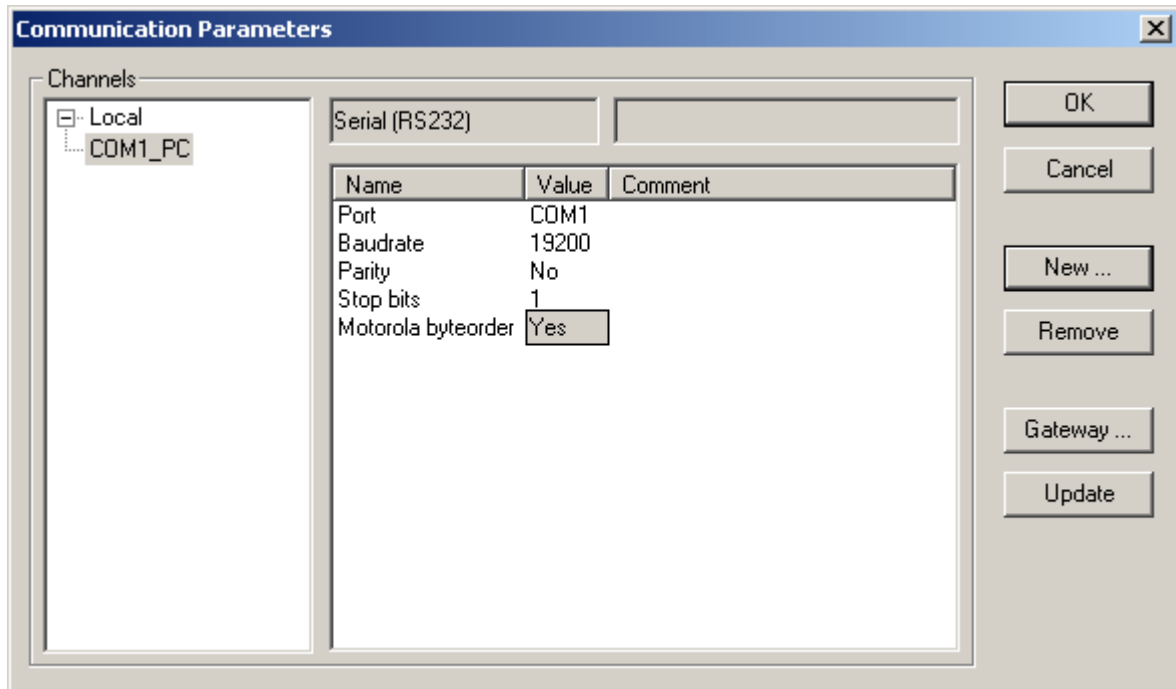 Communication Parameters
Channels
Local
COM1_PC
Serial (RS232)
Name Value Comment
Port COM1
Baudrate 19200
Parity No
Stop bits 1
Motorola byteorder Yes
OK
Cancel
New ...
Remove
Gateway ...
Update